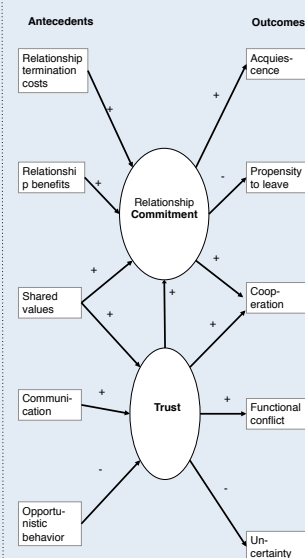 Antecedents
Outcomes
Relationship
termination
costs
Acquies-
cence
+
+
Relationshi
p benefits
+
Relationship
Commitment
-
Propensity
to leave
+
+
Shared
values
+
+
+
Coop-
eration
Communi-
cation
+
Trust
+
Functional
conflict
-
-
Opportu-
nistic
behavior
Un-
certainty